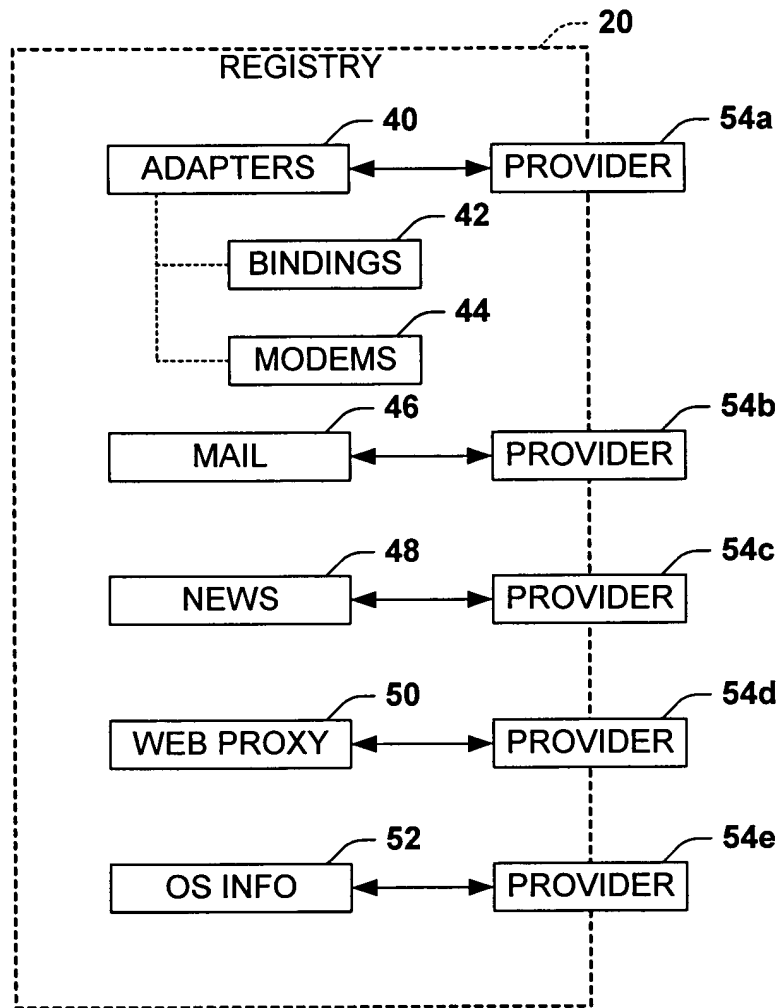 20
REGISTRY
40
54a
ADAPTERS
PROVIDER
42
BINDINGS
44
MODEMS
46
54b
MAIL
PROVIDER
48
54c
NEWS
PROVIDER
50
54d
WEB PROXY
PROVIDER
52
54e
OS INFO
PROVIDER